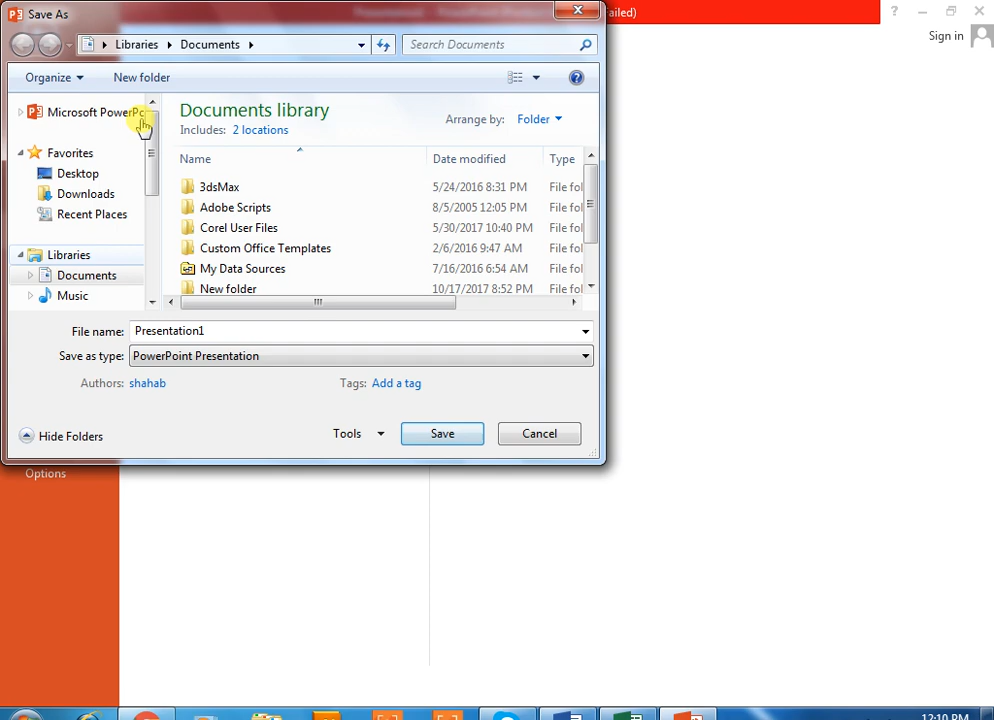 Save As
ailed)
Libraries ▸ Documents ▸
Search Documents
Sign in
Organize
New folder
Microsoft PowerPo
Documents library
Includes: 2 locations
Arrange by: Folder
Favorites
Desktop
Downloads
Recent Places
Libraries
Documents
Music
Name Date modified Type
3dsMax 5/24/2016 8:31 PM File fol
Adobe Scripts 8/5/2005 12:05 PM File fol
Corel User Files 5/30/2017 10:40 PM File fol
Custom Office Templates 2/6/2016 9:47 AM File fol
My Data Sources 7/16/2016 6:54 AM File fol
New folder 10/17/2017 8:52 PM File fol
File name: Presentation1
Save as type: PowerPoint Presentation
Authors: shahab
Tags: Add a tag
Hide Folders
Tools
Save
Cancel
Options
12:10 PM